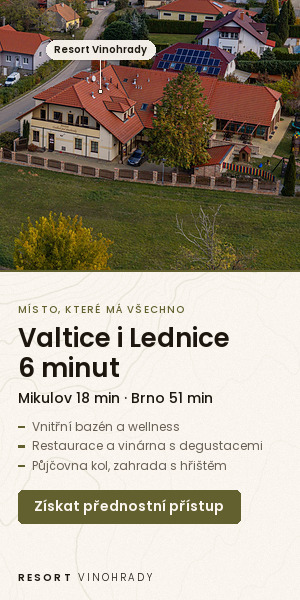 Resort Vinohrady
MÍSTO, KTERÉ MÁ VŠECHNO
Valtice i Lednice
6 minut
Mikulov 18 min · Brno 51 min
Vnitřní bazén a wellness
Restaurace a vinárna s degustacemi
Půjčovna kol, zahrada s hřištěm
Získat přednostní přístup
RESORT VINOHRADY